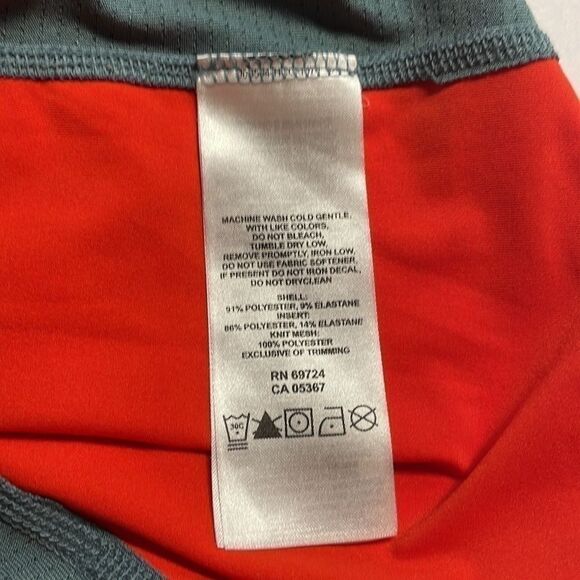 MACHINE WASH COLD GENTLE,
WITH LIKE COLORS,
DO NOT BLEACH,
TUMBLE DRY LOW,
REMOVE PROMPTLY, IRON LOW,
DO NOT USE FABRIC SOFTENER,
IF PRESENT DO NOT IRON DECAL,
DO NOT DRYCLEAN
SHELL:
91% POLYESTER, 9% ELASTANE
INSERT:
86% POLYESTER, 14% ELASTANE
KNIT MESH:
100% POLYESTER
EXCLUSIVE OF TRIMMING
RN 69724
CA 05367
30C